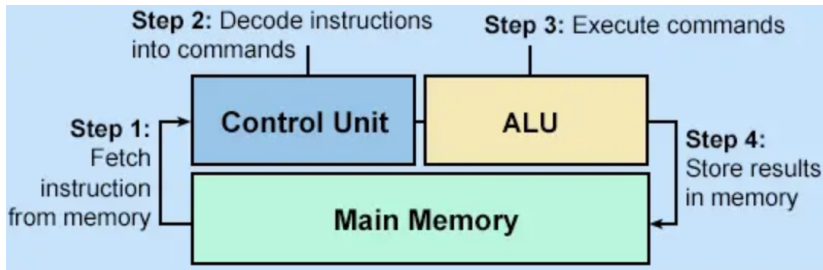 Step 2: Decode instructions
into commands
Step 3: Execute commands
Step 1:
Fetch
instruction
from memory
Control Unit
ALU
Step 4:
Store results
in memory
Main Memory